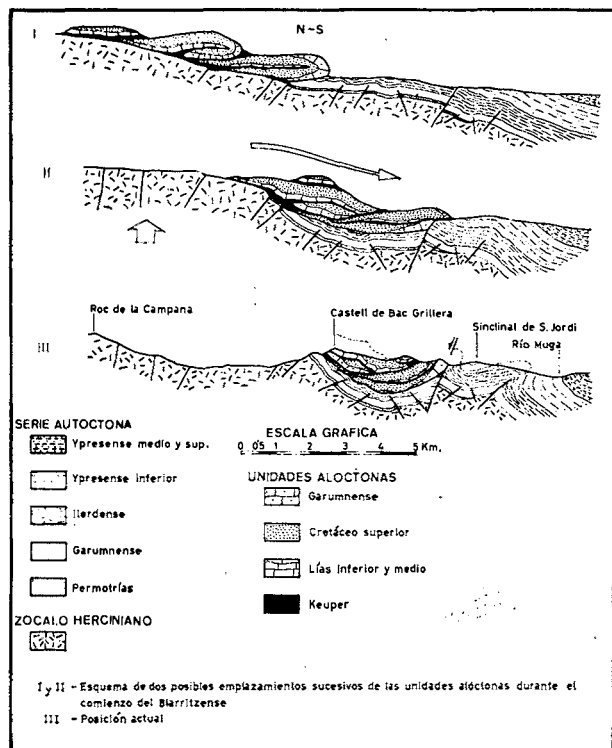 N-S
I
II
Roc de la Campana
Castell de Bac Grillera
Sinclinal de S. Jordi
Río Muga
III
SERIE AUTOCTONA
Ypresense medio y sup.
Ypresense inferior
Ilerdense
Garumnense
Permotrías
ZOCALO HERCINIANO
ESCALA GRAFICA
0 0'5 1 2 3 4 5 Km.
UNIDADES ALOCTONAS
Garumnense
Cretáceo superior
Lías Inferior y medio
Keuper
I y II - Esquema de dos posibles emplazamientos sucesivos de las unidades alóctonas durante el
comienzo del Biarritzense
III - Posición actual